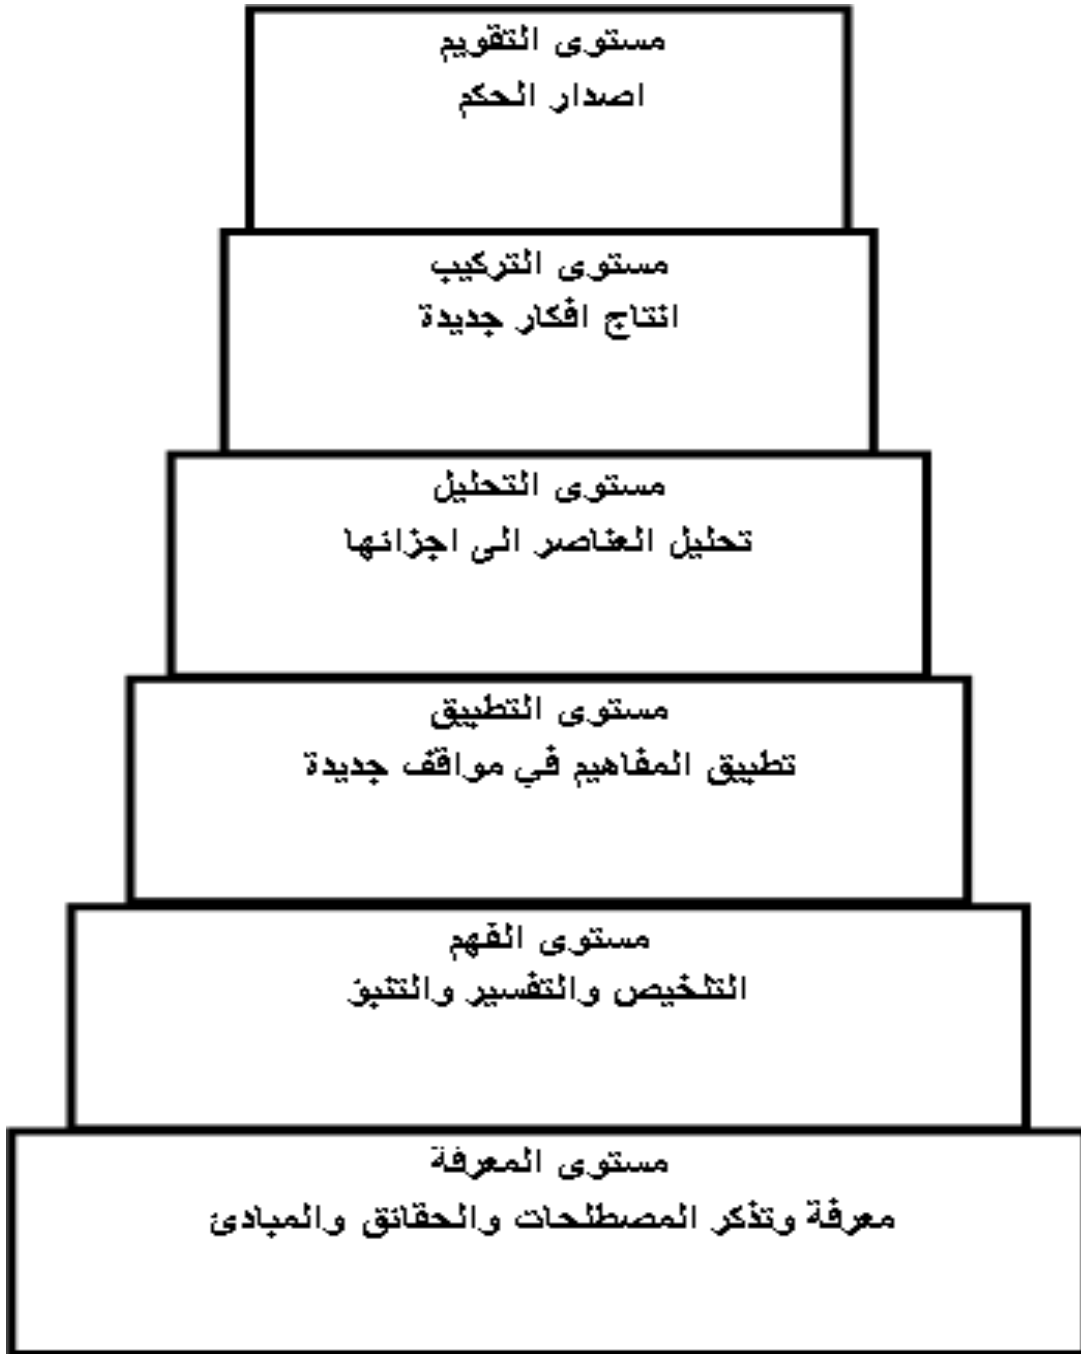 مستوى التقويم
اصدار الحكم
مستوى التركيب
انتاج افكار جديدة
مستوى التحليل
تحليل العناصر الى اجزائها
مستوى التطبيق
تطبيق المفاهيم في مواقف جديدة
مستوى الفهم
التلخيص والتفسير والتنبؤ
مستوى المعرفة
معرفة وتذكر المصطلحات والحقائق والمبادئ